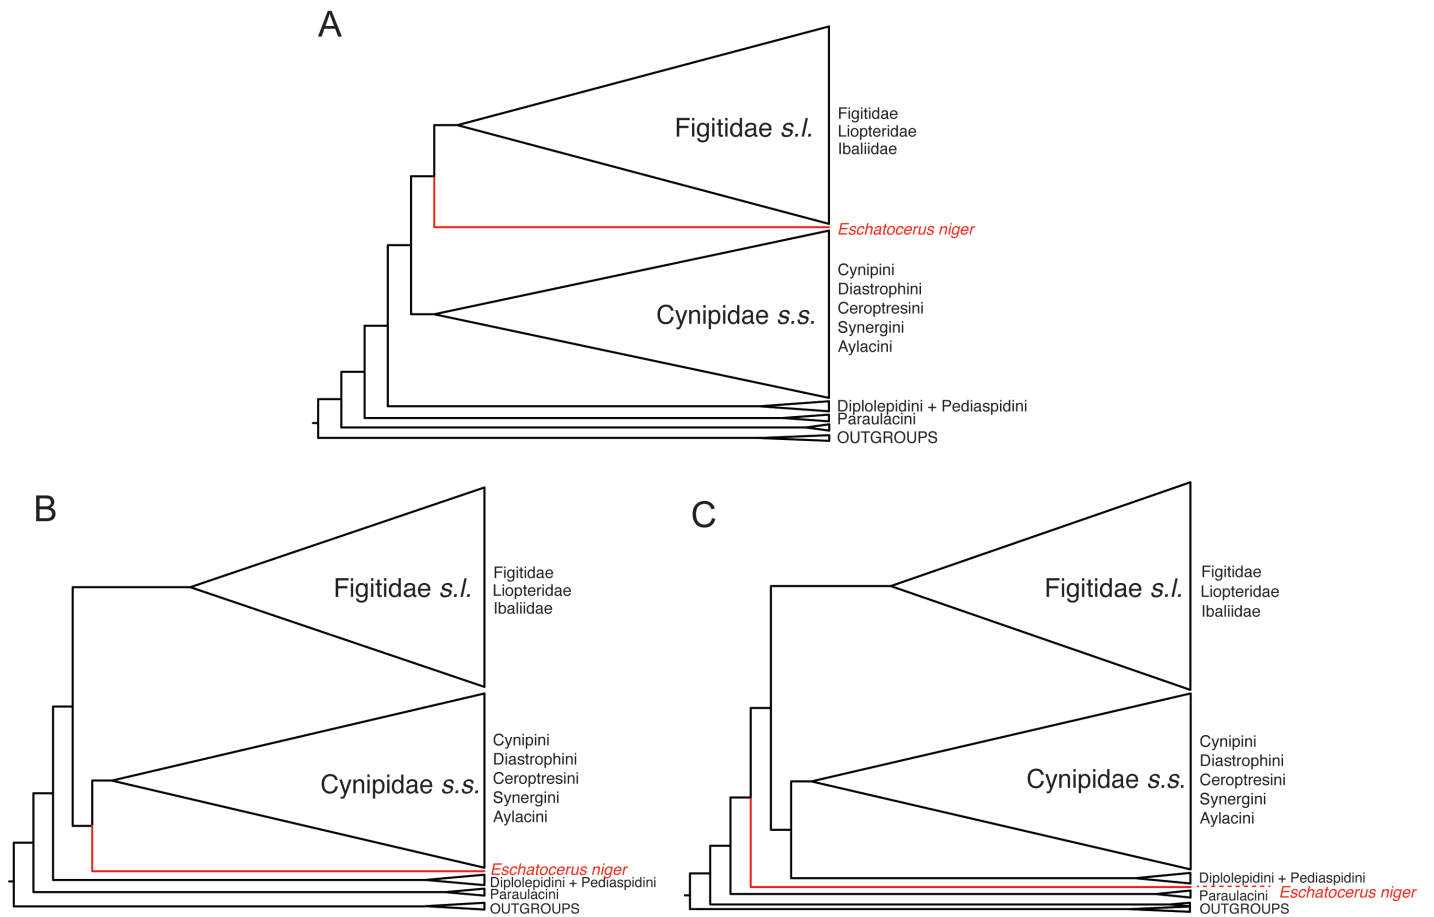 A
Figitidae s.l.
Figitidae
Liopteridae
Ibaliidae
Eschatocerus niger
Cynipidae s.s.
Cynipini
Diastrophini
Ceroptresini
Synergini
Aylacini
Diplolepidini + Pediaspidini
Paraulacini
OUTGROUPS
B
Figitidae s.l.
Figitidae
Liopteridae
Ibaliidae
Cynipidae s.s.
Cynipini
Diastrophini
Ceroptresini
Synergini
Aylacini
Eschatocerus niger
Diplolepidini + Pediaspidini
Paraulacini
OUTGROUPS
C
Figitidae s.l.
Figitidae
Liopteridae
Ibaliidae
Cynipidae s.s.
Cynipini
Diastrophini
Ceroptresini
Synergini
Aylacini
Diplolepidini + Pediaspidini
Eschatocerus niger
Paraulacini
OUTGROUPS